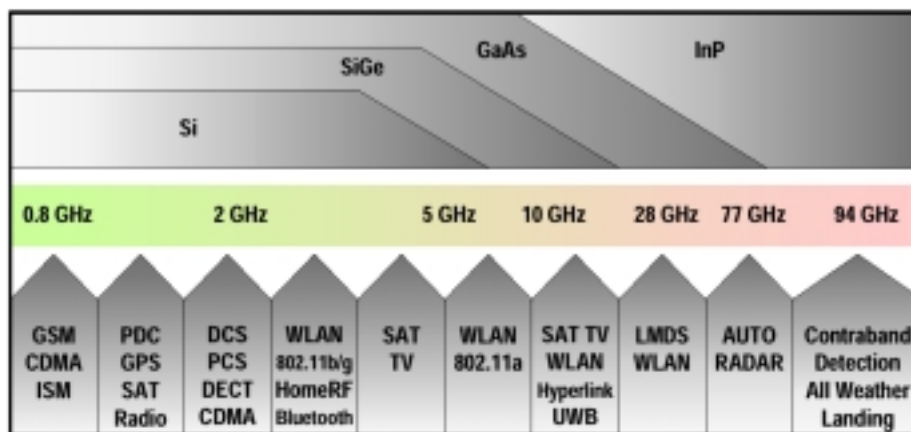 GaAs InP
SiGe
Si
0.8 GHz 2 GHz 5 GHz 10 GHz 28 GHz 77 GHz 94 GHz
GSM
CDMA
ISM
PDC
GPS
SAT
Radio
DCS
PCS
DECT
CDMA
WLAN
802.11b/g
HomeRF
Bluetooth
SAT
TV
WLAN
802.11a
SAT TV
WLAN
Hyperlink
UWB
LMDS
WLAN
AUTO
RADAR
Contraband
Detection
All Weather
Landing